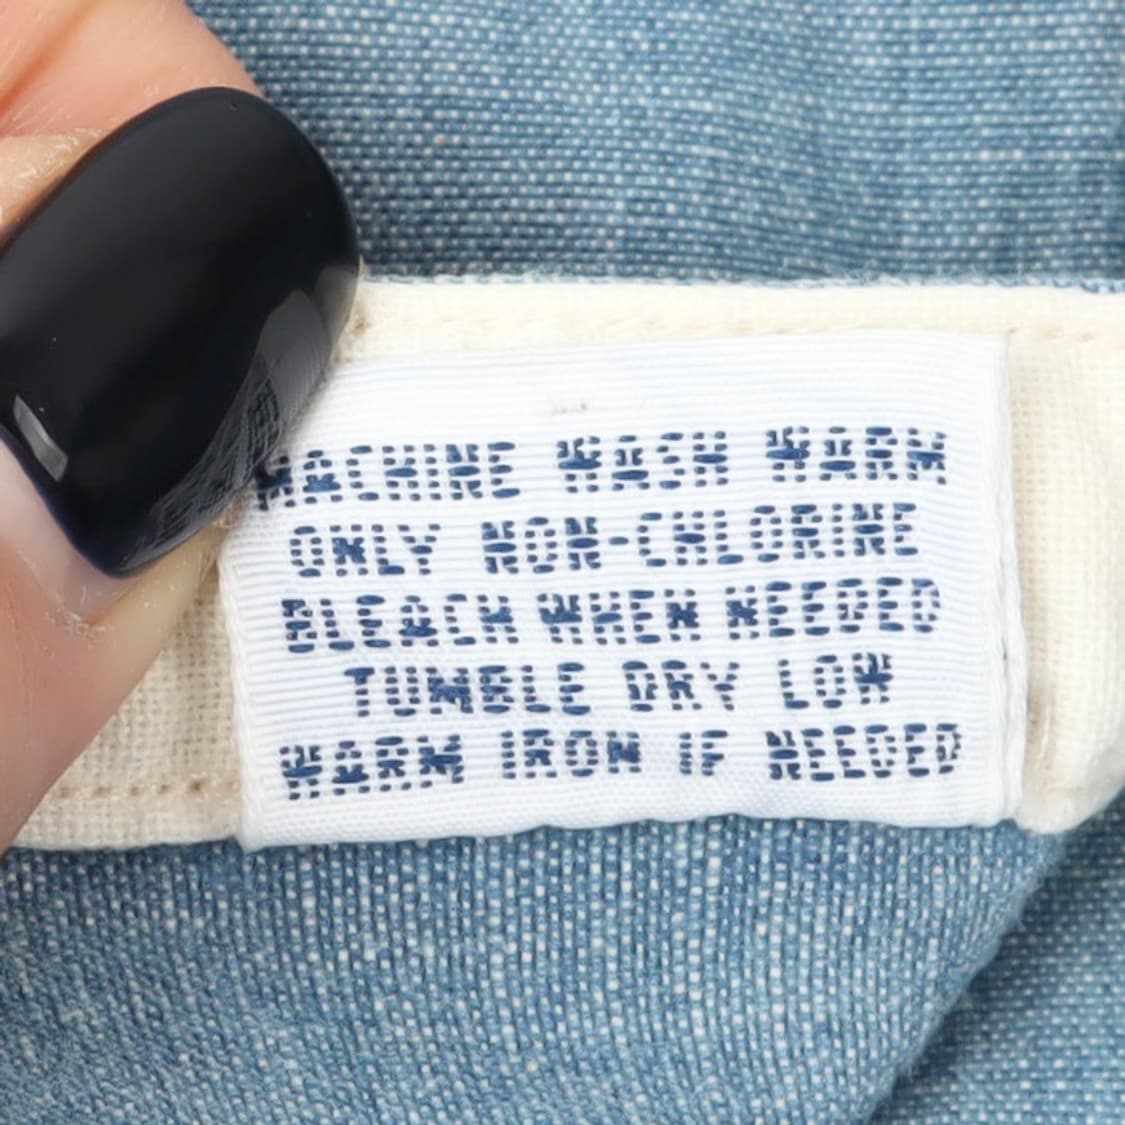 MACHINE WASH WARM
ONLY NON-CHLORINE
BLEACH WHEN NEEDED
TUMBLE DRY LOW
WARM IRON IF NEEDED